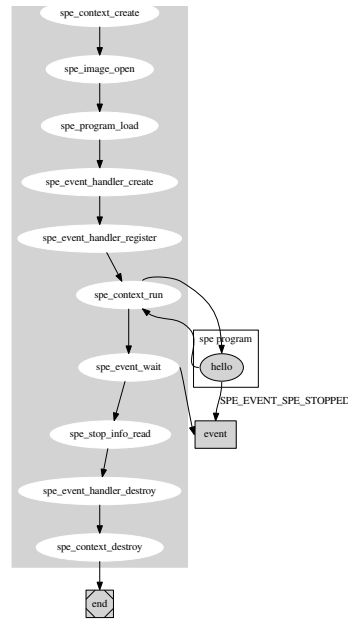 spe_context_create
spe_image_open
spe_program_load
spe_event_handler_create
spe_event_handler_register
spe_context_run
spe program
hello
spe_event_wait
SPE_EVENT_SPE_STOPPED
event
spe_stop_info_read
spe_event_handler_destroy
spe_context_destroy
end